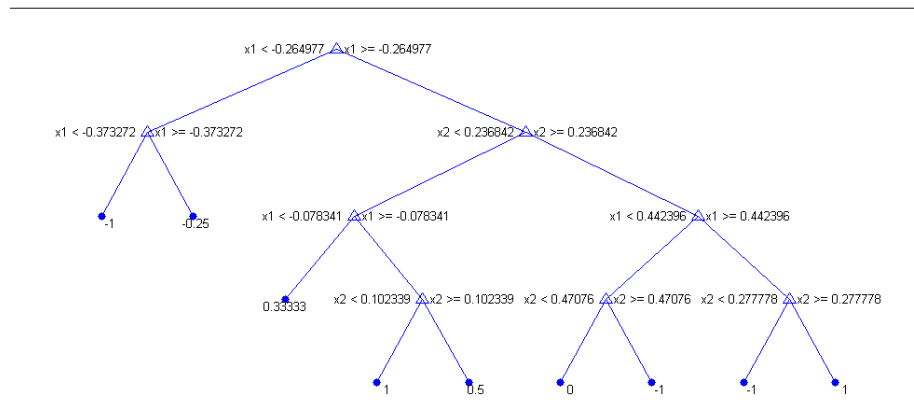 x1 < -0.264977 x1 >= -0.264977
x1 < -0.373272 x1 >= -0.373272 x2 < 0.236842 x2 >= 0.236842
-1 -0.25 x1 < -0.078341 x1 >= -0.078341 x1 < 0.442396 x1 >= 0.442396
0.33333 x2 < 0.102339 x2 >= 0.102339 x2 < 0.47076 x2 >= 0.47076 x2 < 0.277778 x2 >= 0.277778
1 0.5 0 -1 -1 1